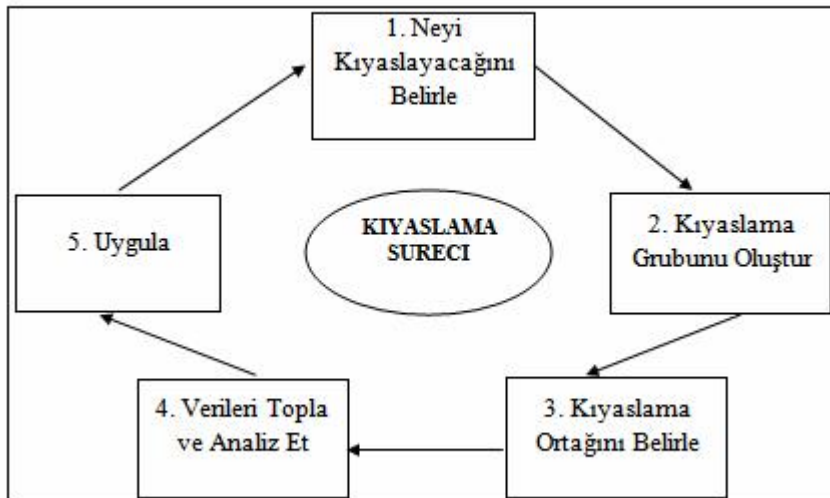 1. Neyi
Kıyaslayacağını
Belirle
2. Kıyaslama
Grubunu Oluştur
3. Kıyaslama
Ortağını Belirle
4. Verileri Topla
ve Analiz Et
5. Uygula
KIYASLAMA
SURECI